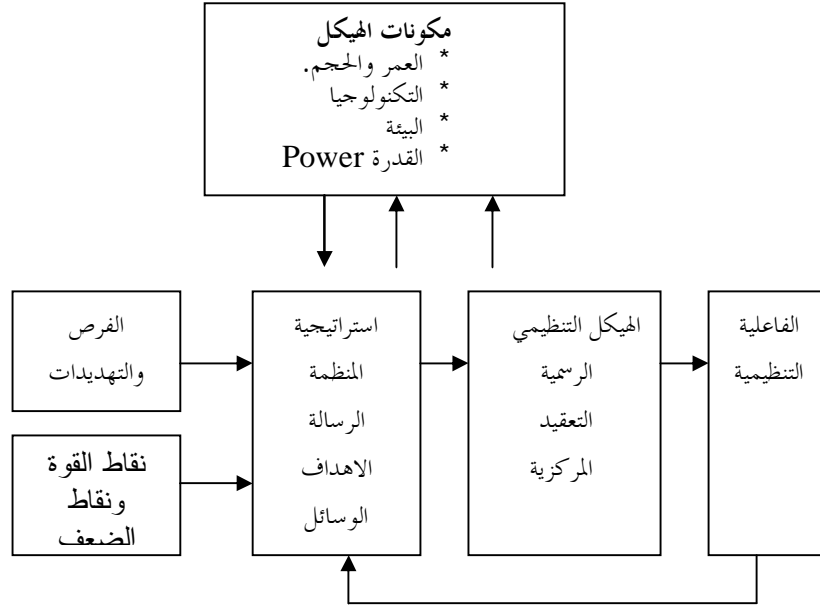 مكونات الهيكل
* العمر والحجم.
* التكنولوجيا
* البيئة
* القدرة Power
الفرص
والتهديدات
نقاط القوة
ونقاط
الضعف
استراتيجية
المنظمة
الرسالة
الاهداف
الوسائل
الهيكل التنظيمي
الرسمية
التعقيد
المركزية
الفاعلية
التنظيمية